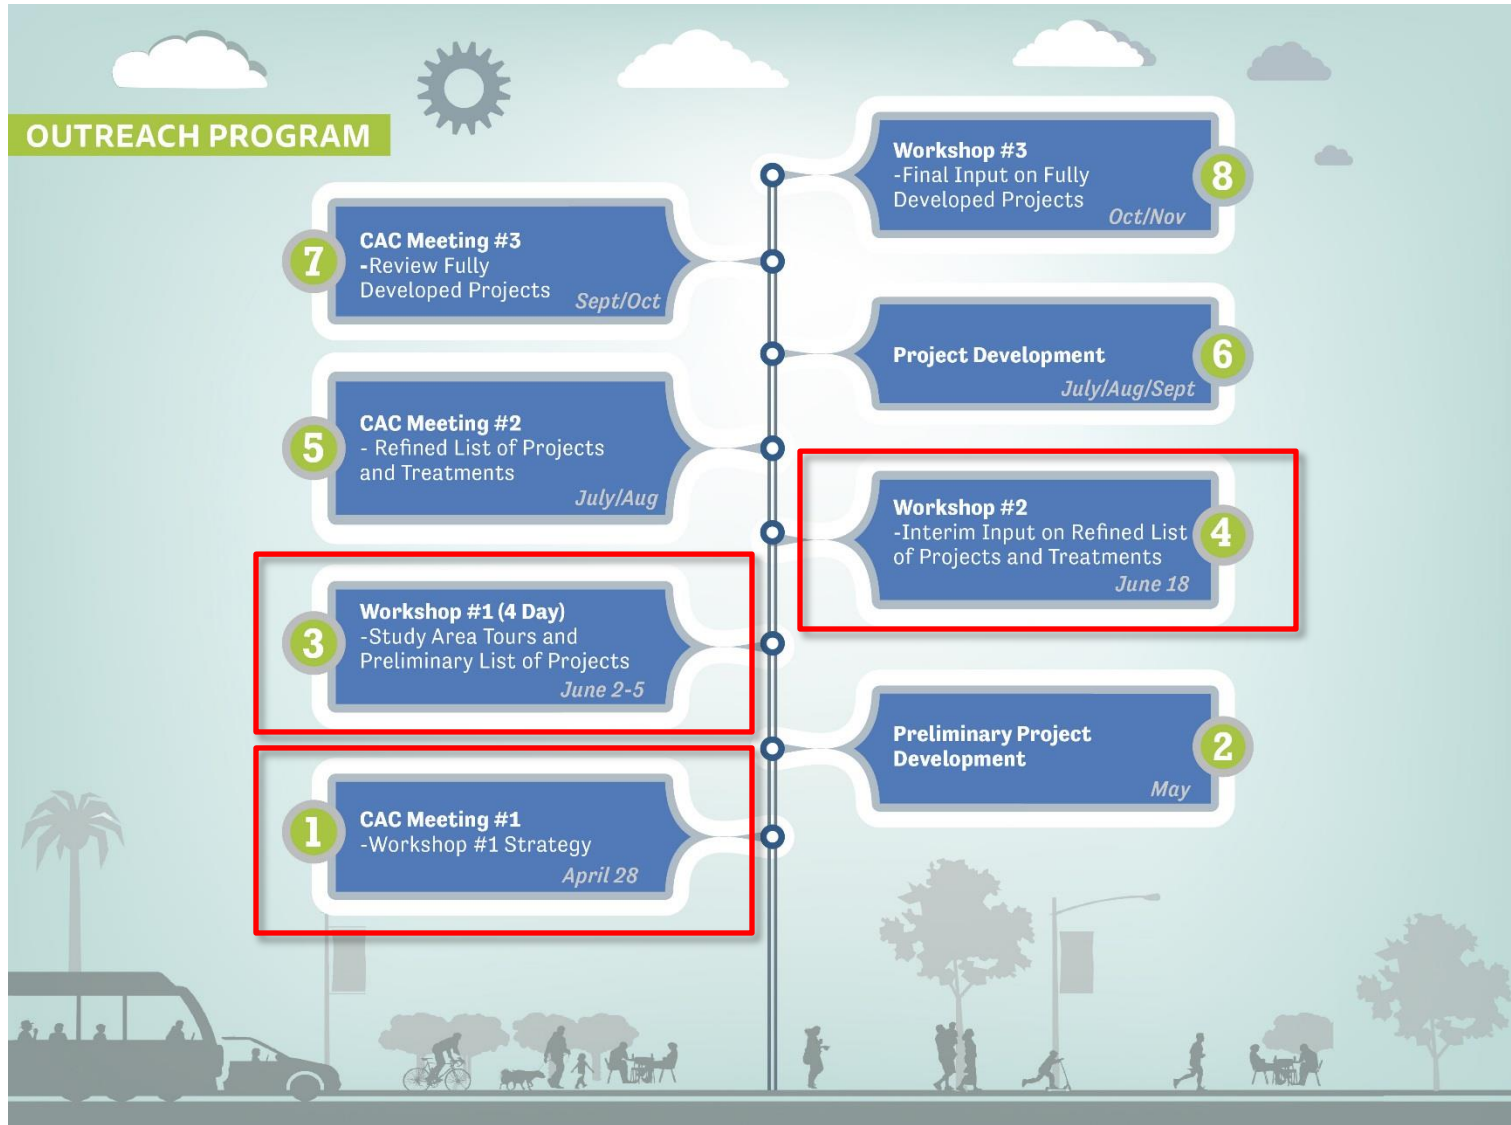 OUTREACH PROGRAM
Workshop #3
-Final Input on Fully
Developed Projects
Oct/Nov
8
7
CAC Meeting #3
-Review Fully
Developed Projects
Sept/Oct
Project Development
July/Aug/Sept
6
5
CAC Meeting #2
- Refined List of Projects
and Treatments
July/Aug
Workshop #2
-Interim Input on Refined List
of Projects and Treatments
June 18
4
3
Workshop #1 (4 Day)
-Study Area Tours and
Preliminary List of Projects
June 2-5
Preliminary Project
Development
May
2
1
CAC Meeting #1
-Workshop #1 Strategy
April 28